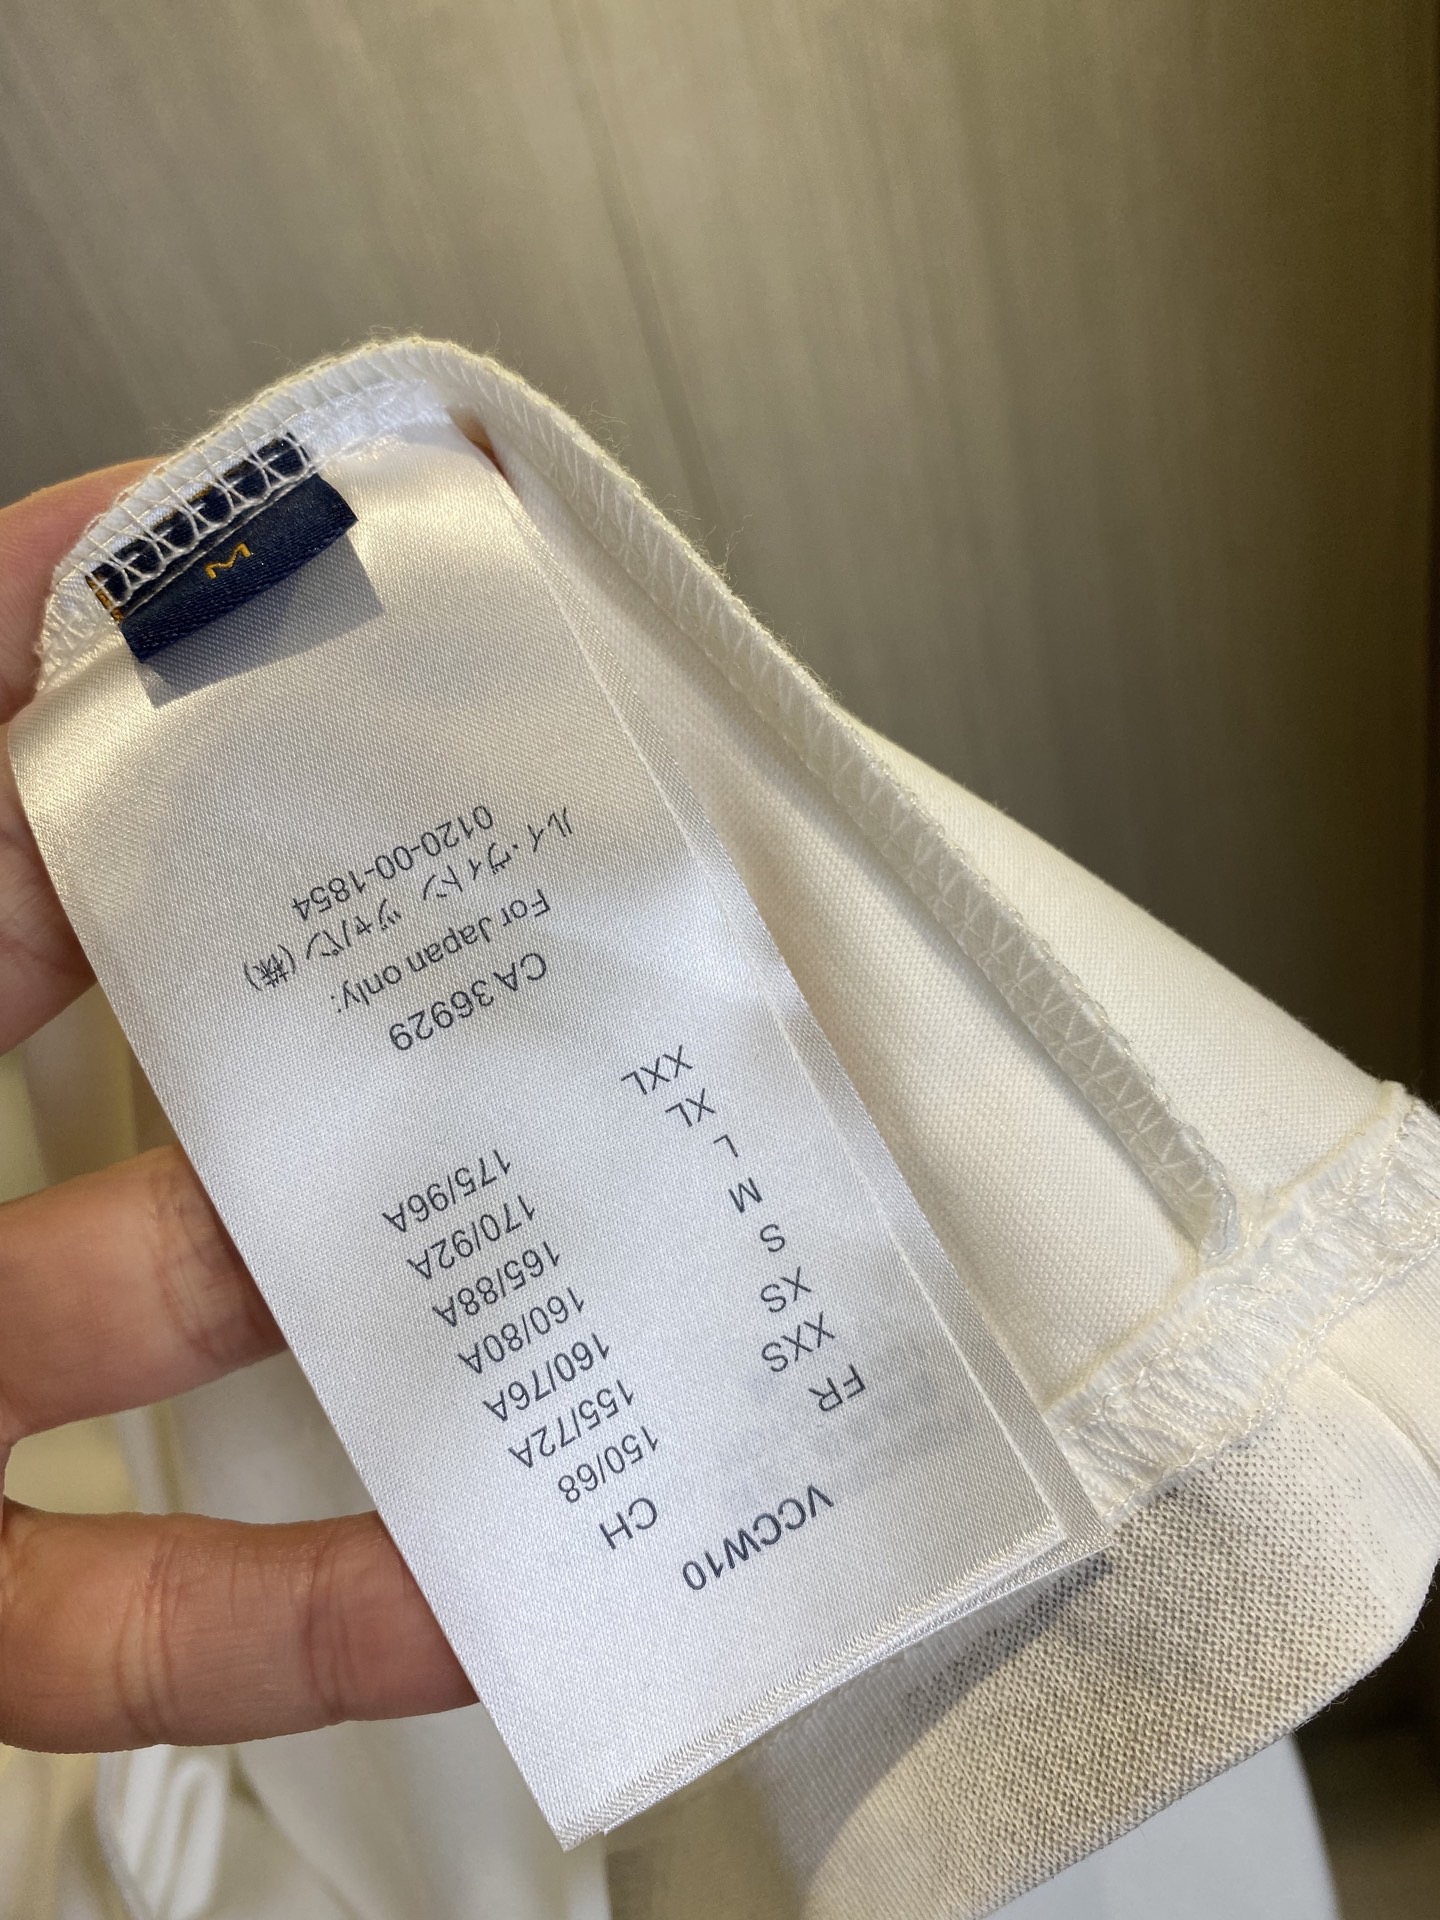 VCCW10
FR CH
XXS 150/68
XS 155/72A
S 160/76A
M 160/80A
L 165/88A
XL 170/92A
XXL 175/96A
CA 36929
For Japan only:
ルイ・ヴィトン ジャパン (株)
0120-00-1854
M